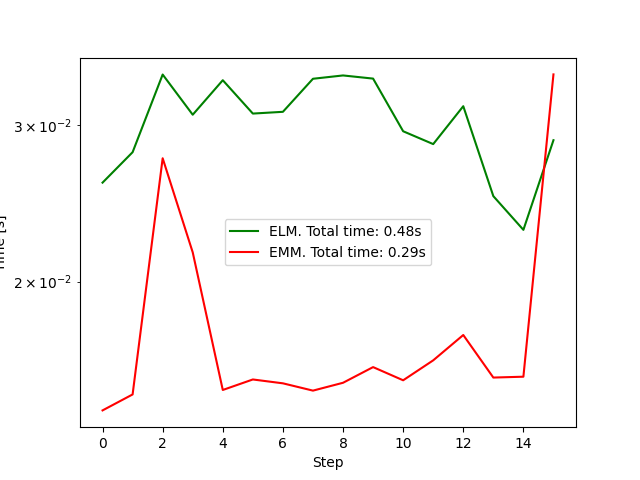 3 × 10⁻²
2 × 10⁻²
ELM. Total time: 0.48s
EMM. Total time: 0.29s
0 2 4 6 8 10 12 14
Step
[s]